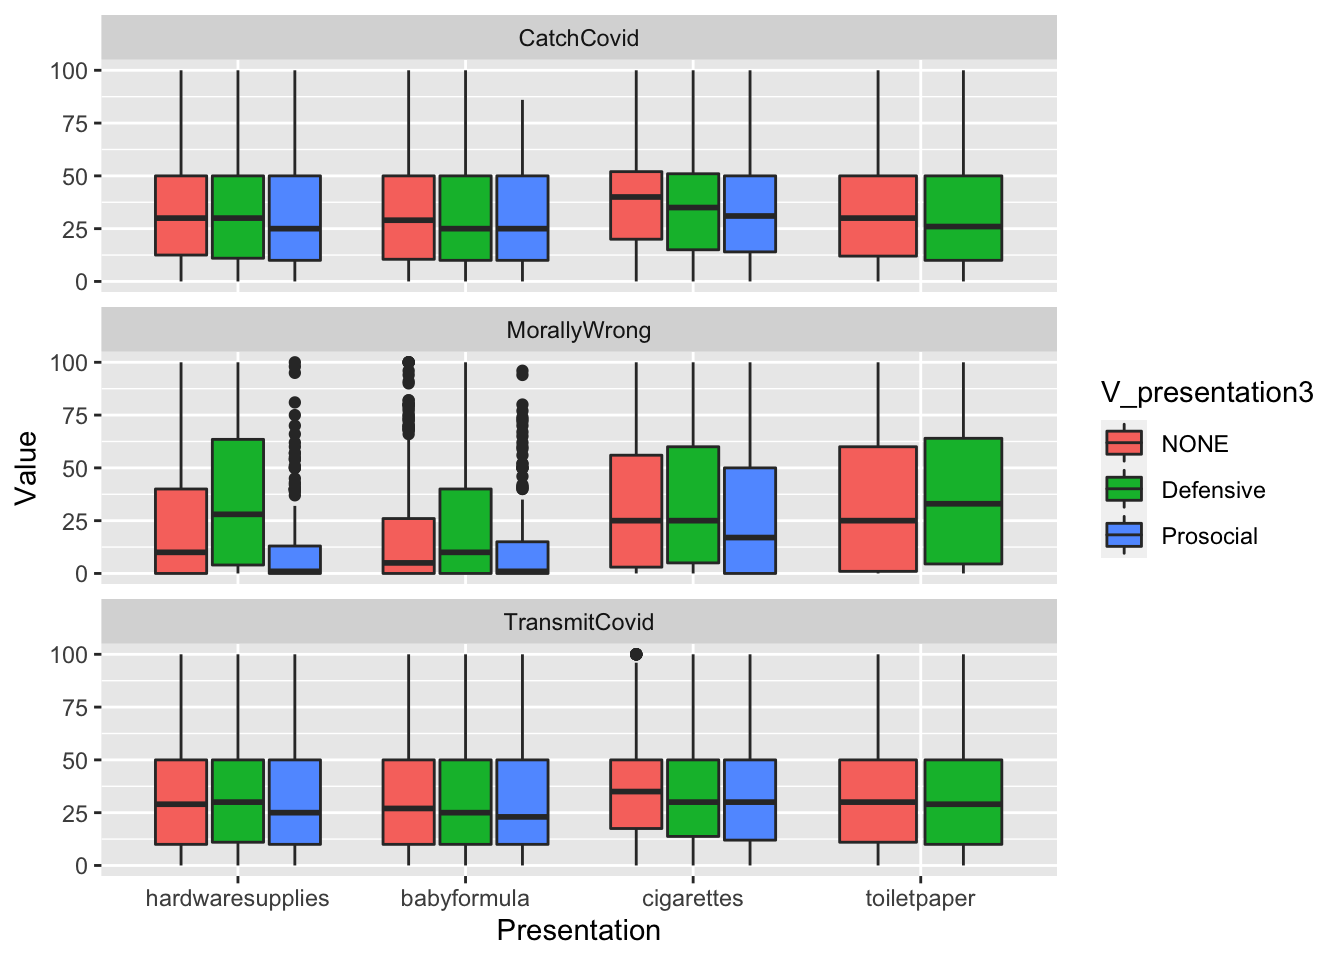 CatchCovid
100
75
50
25
0
MorallyWrong
100
75
50
25
0
TransmitCovid
100
75
50
25
0
hardwaresupplies babyformula cigarettes toiletpaper
Presentation
Value
V_presentation3
NONE
Defensive
Prosocial